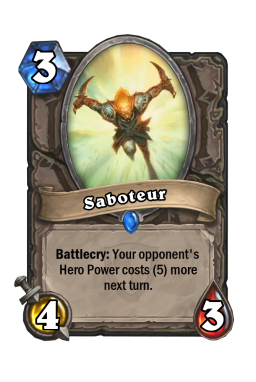 3
Saboteur
Battlecry: Your opponent's
Hero Power costs (5) more
next turn.
4
3